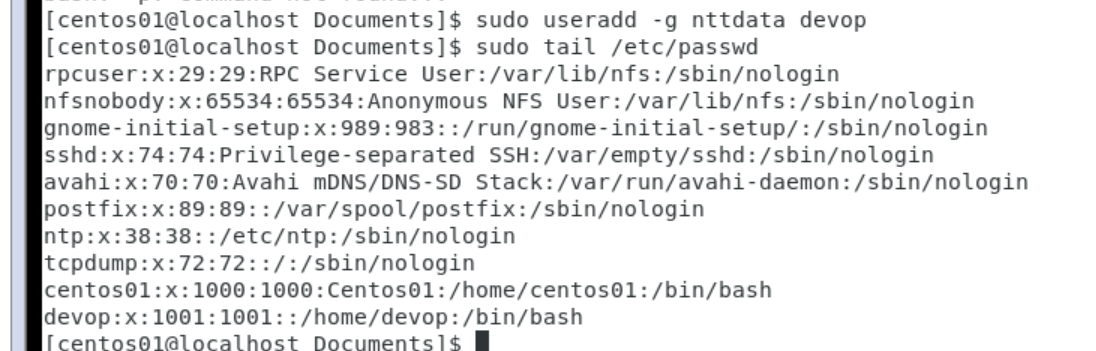 [centos01@localhost Documents]$ sudo useradd -g nttdata devop
[centos01@localhost Documents]$ sudo tail /etc/passwd
rpcuser:x:29:29:RPC Service User:/var/lib/nfs:/sbin/nologin
nfsnobody:x:65534:65534:Anonymous NFS User:/var/lib/nfs:/sbin/nologin
gnome-initial-setup:x:989:983::/run/gnome-initial-setup/:/sbin/nologin
sshd:x:74:74:Privilege-separated SSH:/var/empty/sshd:/sbin/nologin
avahi:x:70:70:Avahi mDNS/DNS-SD Stack:/var/run/avahi-daemon:/sbin/nologin
postfix:x:89:89::/var/spool/postfix:/sbin/nologin
ntp:x:38:38::/etc/ntp:/sbin/nologin
tcpdump:x:72:72::/:/sbin/nologin
centos01:x:1000:1000:Centos01:/home/centos01:/bin/bash
devop:x:1001:1001::/home/devop:/bin/bash
[centos01@localhost Documents]$